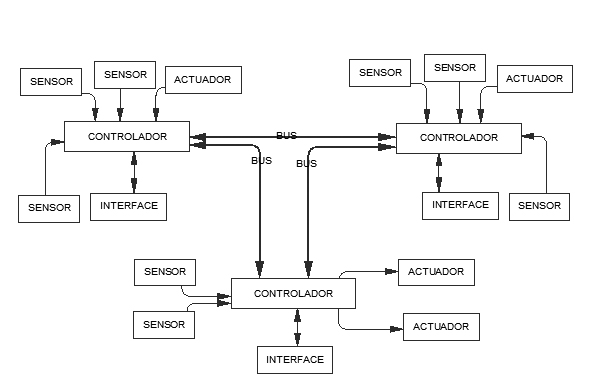 SENSOR
SENSOR
ACTUADOR
SENSOR
SENSOR
ACTUADOR
CONTROLADOR
BUS
CONTROLADOR
BUS
BUS
SENSOR
INTERFACE
INTERFACE
SENSOR
SENSOR
ACTUADOR
CONTROLADOR
SENSOR
ACTUADOR
INTERFACE